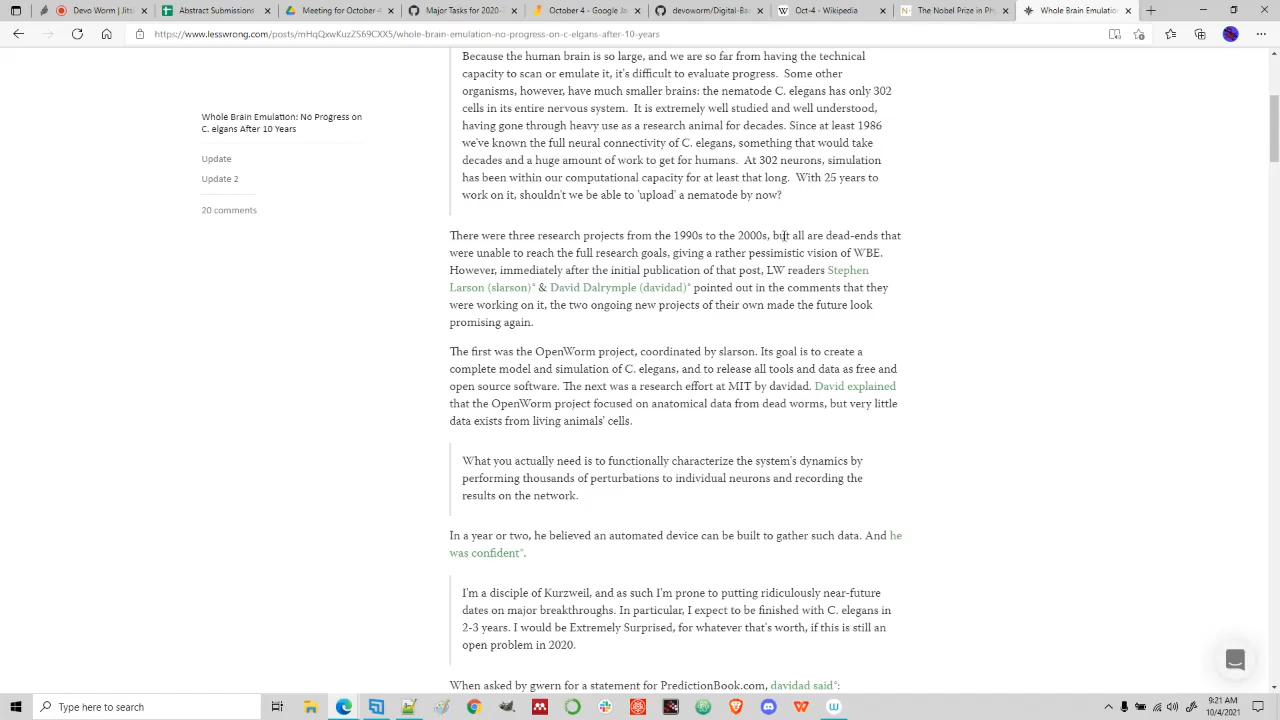 Abstract Submissions
Meeting for October 4
Tasks for 2020-
October 4 - Google J
devworm/Dev
Oct-4 - Wikipedia
The Nobel Prize in Ph
Whole Brain Emulation
https://www.lesswrong.com/posts/mHqQxwKuzZS69CXX5/whole-brain-emulation-no-progress-on-c-elgans-after-10-years
Whole Brain Emulation: No Progress on
C. elgans After 10 Years
Update
Update 2
20 comments
Because the human brain is so large, and we are so far from having the technical
capacity to scan or emulate it, it's difficult to evaluate progress. Some other
organisms, however, have much smaller brains: the nematode C. elegans has only 302
cells in its entire nervous system. It is extremely well studied and well understood,
having gone through heavy use as a research animal for decades. Since at least 1986
we've known the full neural connectivity of C. elegans, something that would take
decades and a huge amount of work to get for humans. At 302 neurons, simulation
has been within our computational capacity for at least that long. With 25 years to
work on it, shouldn't we be able to 'upload' a nematode by now?
There were three research projects from the 1990s to the 2000s, but all are dead-ends that
were unable to reach the full research goals, giving a rather pessimistic vision of WBE.
However, immediately after the initial publication of that post, LW readers Stephen
Larson (slarson)° & David Dalrymple (davidad)° pointed out in the comments that they
were working on it, the two ongoing new projects of their own made the future look
promising again.
The first was the OpenWorm project, coordinated by slarson. Its goal is to create a
complete model and simulation of C. elegans, and to release all tools and data as free and
open source software. The next was a research effort at MIT by davidad. David explained
that the OpenWorm project focused on anatomical data from dead worms, but very little
data exists from living animals' cells.
What you actually need is to functionally characterize the system's dynamics by
performing thousands of perturbations to individual neurons and recording the
results on the network.
In a year or two, he believed an automated device can be built to gather such data. And he
was confident°.
I'm a disciple of Kurzweil, and as such I'm prone to putting ridiculously near-future
dates on major breakthroughs. In particular, I expect to be finished with C. elegans in
2-3 years. I would be Extremely Surprised, for whatever that's worth, if this is still an
open problem in 2020.
When asked by gwern for a statement for PredictionBook.com, davidad said°:
Type here to search
9:21 AM
10/4/2021